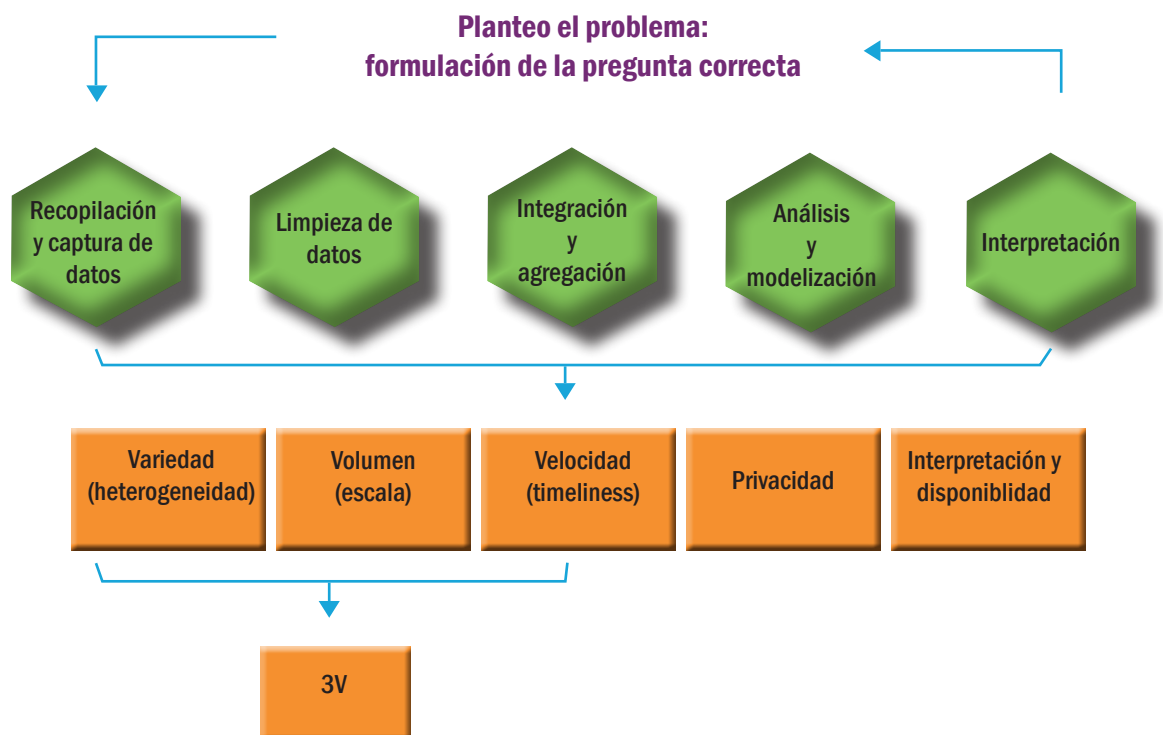 Planteo el problema:
formulación de la pregunta correcta
Recopilación
y captura de
datos
Limpieza de
datos
Integración
y
agregación
Análisis
y
modelización
Interpretación
Variedad
(heterogeneidad)
Volumen
(escala)
Velocidad
(timeliness)
Privacidad
Interpretación y
disponiblidad
3V